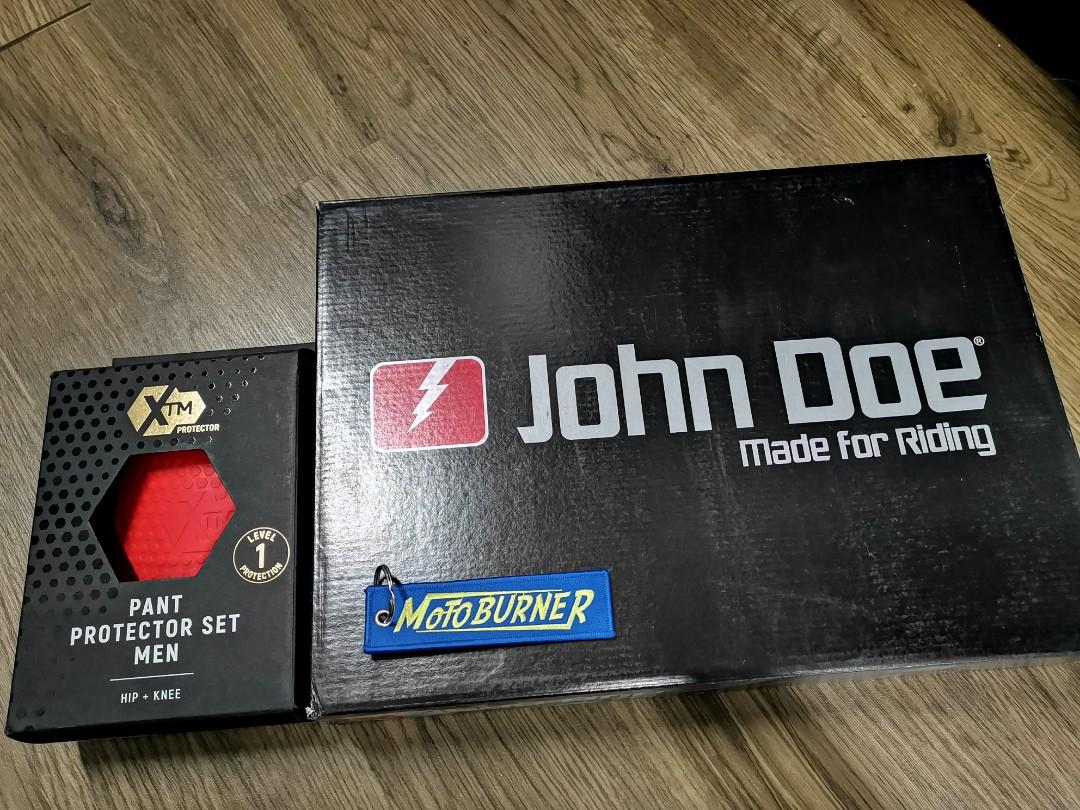 XTM
PROTECTOR
LEVEL
1
PROTECTION
PANT
PROTECTOR SET
MEN
HIP + KNEE
John Doe®
Made for Riding
MOTOBURNER